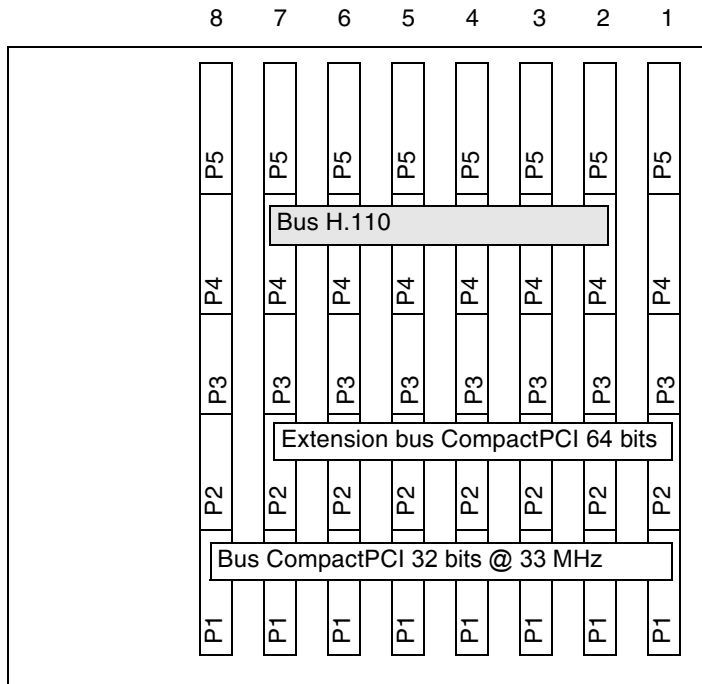 8 7 6 5 4 3 2 1
P5 P5 P5 P5 P5 P5 P5 P5
Bus H.110
P4 P4 P4 P4 P4 P4 P4 P4
P3 P3 P3 P3 P3 P3 P3 P3
Extension bus CompactPCI 64 bits
P2 P2 P2 P2 P2 P2 P2 P2
Bus CompactPCI 32 bits @ 33 MHz
P1 P1 P1 P1 P1 P1 P1 P1